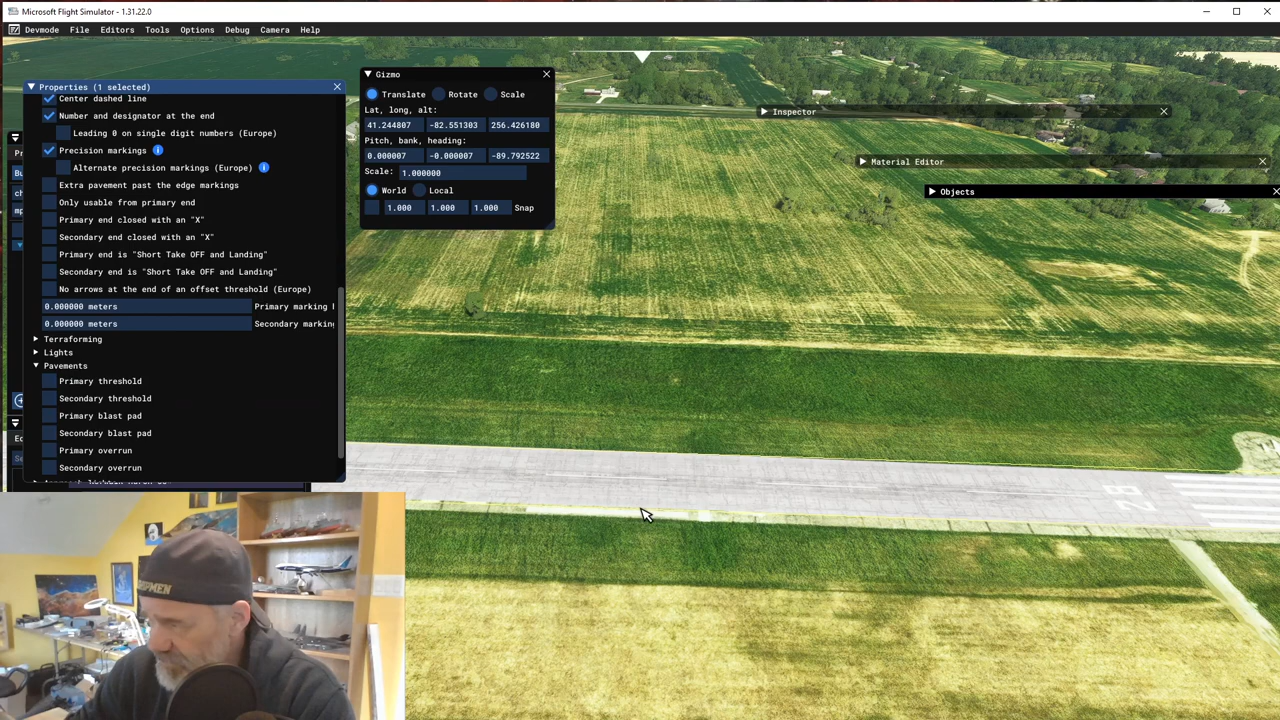 Microsoft Flight Simulator - 1.31.22.0
Devmode File Editors Tools Options Debug Camera Help
Properties (1 selected)
Center dashed line
Number and designator at the end
Leading 0 on single digit numbers (Europe)
Precision markings
Alternate precision markings (Europe)
Extra pavement past the edge markings
Only usable from primary end
Primary end closed with an "X"
Secondary end closed with an "X"
Primary end is "Short Take OFF and Landing"
Secondary end is "Short Take OFF and Landing"
No arrows at the end of an offset threshold (Europe)
0.000000 meters Primary marking
0.000000 meters Secondary marking
Terraforming
Lights
Pavements
Primary threshold
Secondary threshold
Primary blast pad
Secondary blast pad
Primary overrun
Secondary overrun
Gizmo
Translate Rotate Scale
Lat, long, alt:
41.244807 -82.551303 256.426180
Pitch, bank, heading:
0.000007 -0.000007 -89.792522
Scale: 1.000000
World Local
1.000 1.000 1.000 Snap
Inspector
Material Editor
Objects
28